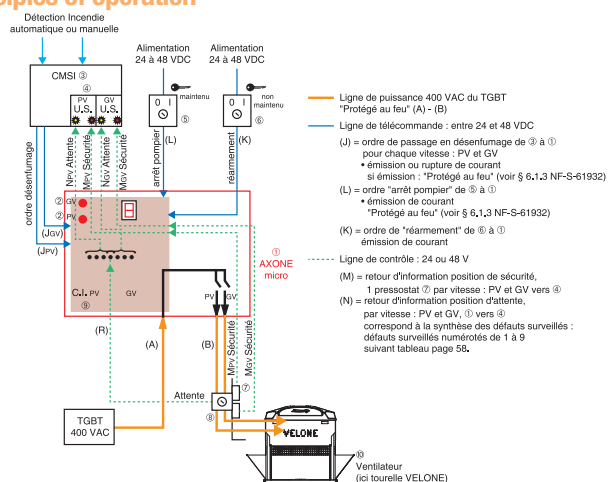 Détection Incendie
automatique ou manuelle
Alimentation
24 à 48 VDC
Alimentation
24 à 48 VDC
CMSI ③
④
PV
U.S.
GV
U.S.
maintenu
0 I
⑤
non
maintenu
0 I
⑥
(L)
(K)
ordre désenfumage
NPV Attente
MPV Sécurité
NGV Attente
MGV Sécurité
arrêt pompier
réarmement
② GV
② PV
(JGV)
(JPV)
①
AXONE
micro
C.I. PV GV
⑨
PV GV
(R)
(A)
(B)
MPV Sécurité
MGV Sécurité
Attente
⑦
⑧
TGBT
400 VAC
VELONE
⑩
Ventilateur
(ici tourelle VELONE)
Ligne de puissance 400 VAC du TGBT
"Protégé au feu" (A) - (B)
Ligne de télécommande : entre 24 et 48 VDC
(J) = ordre de passage en désenfumage de ③ à ①
pour chaque vitesse : PV et GV
• émission ou rupture de courant
si émission : "Protégé au feu" (voir § 6.1.3 NF-S-61932)
(L) = ordre "arrêt pompier" de ⑤ à ①
• émission de courant
"Protégé au feu" (voir § 6.1.3 NF-S-61932)
(K) = ordre de "réarmement" de ⑥ à ①
émission de courant
Ligne de contrôle : 24 ou 48 V
(M) = retour d'information position de sécurité,
1 pressostat ⑦ par vitesse : PV et GV vers ④
(N) = retour d'information position d'attente,
par vitesse : PV et GV, ① vers ④
correspond à la synthèse des défauts surveillés :
défauts surveillés numérotés de 1 à 9
suivant tableau page 58.